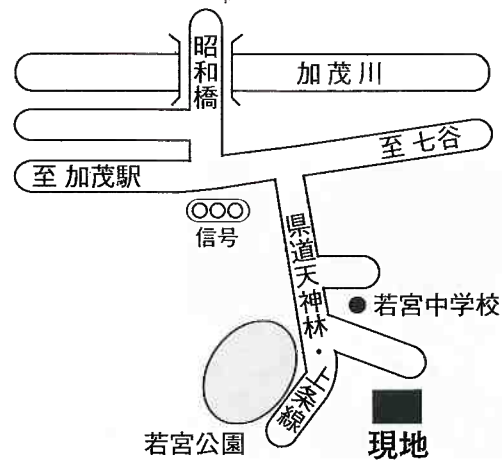 昭和橋
加茂川
至 七谷
至 加茂駅
信号
県道天神林・上条線
若宮中学校
若宮公園
現地